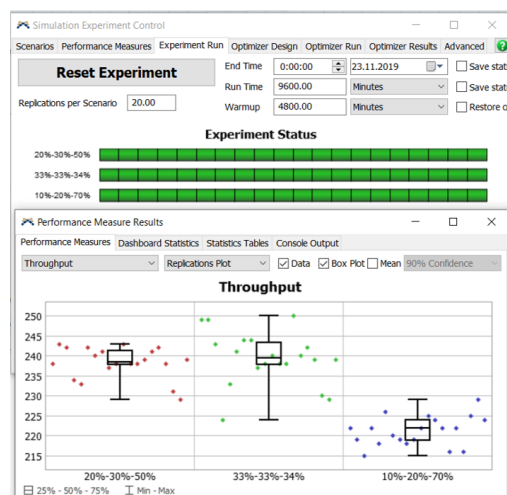 Simulation Experiment Control
Scenarios Performance Measures Experiment Run Optimizer Design Optimizer Run Optimizer Results Advanced ?
Reset Experiment
End Time 0:00:00 23.11.2019 Save stat
Run Time 9600.00 Minutes Save stat
Replications per Scenario 20.00
Warmup 4800.00 Minutes Restore o
Experiment Status
20%-30%-50%
33%-33%-34%
10%-20%-70%
Performance Measure Results
Performance Measures Dashboard Statistics Statistics Tables Console Output
Throughput Replications Plot Data Box Plot Mean 90% Confidence
Throughput
250
245
240
235
230
225
220
215
20%-30%-50% 33%-33%-34% 10%-20%-70%
25% - 50% - 75% Min - Max